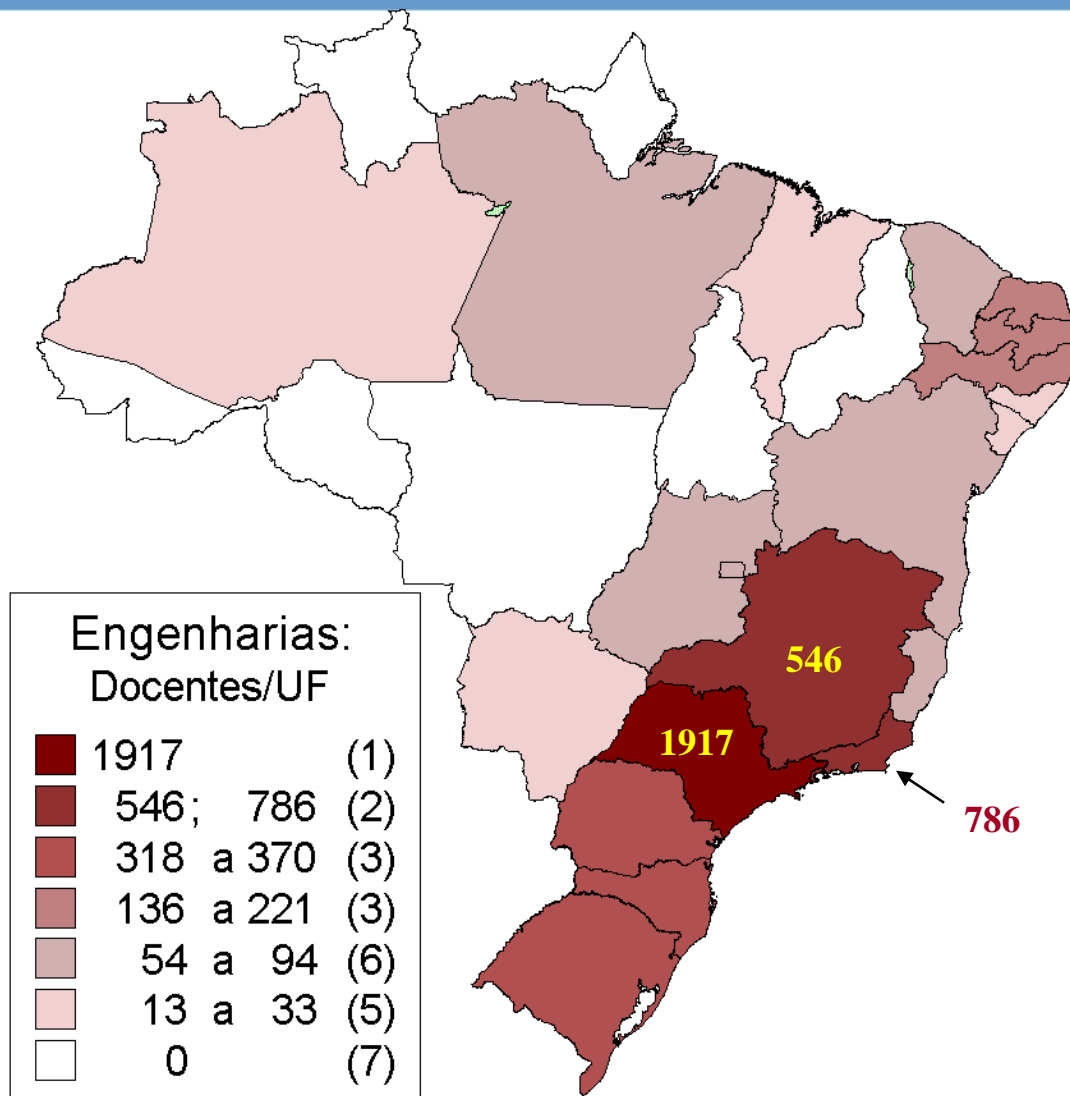 546
1917
786
Engenharias:
Docentes/UF
1917 (1)
546; 786 (2)
318 a 370 (3)
136 a 221 (3)
54 a 94 (6)
13 a 33 (5)
0 (7)